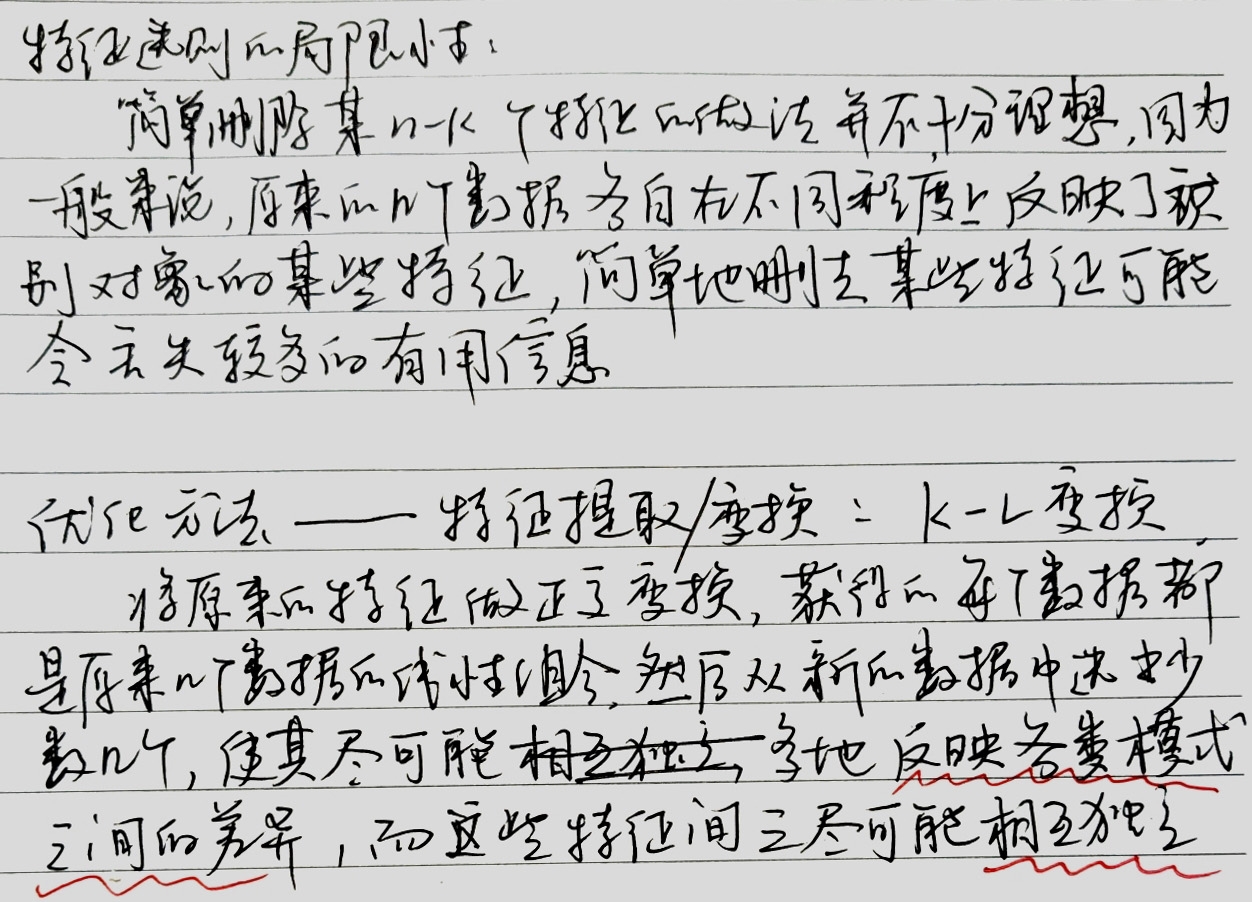 特征选则的局限性：
简单删除某n-k个特征的做法并不十分理想，因为
一般来说，原来的n个数据各自在不同程度上反映了识
别对象的某些特征，简单地删去某些特征可能
会丢失较多的有用信息
优化方法——特征提取/变换：K-L变换
将原来的特征做正交变换，获得的每个数据都
是原来n个数据的线性组合，然后从新的数据中选出少
数n个，使其尽可能相互独立，多地反映各类模式
之间的差异，而这些特征间又尽可能相互独立